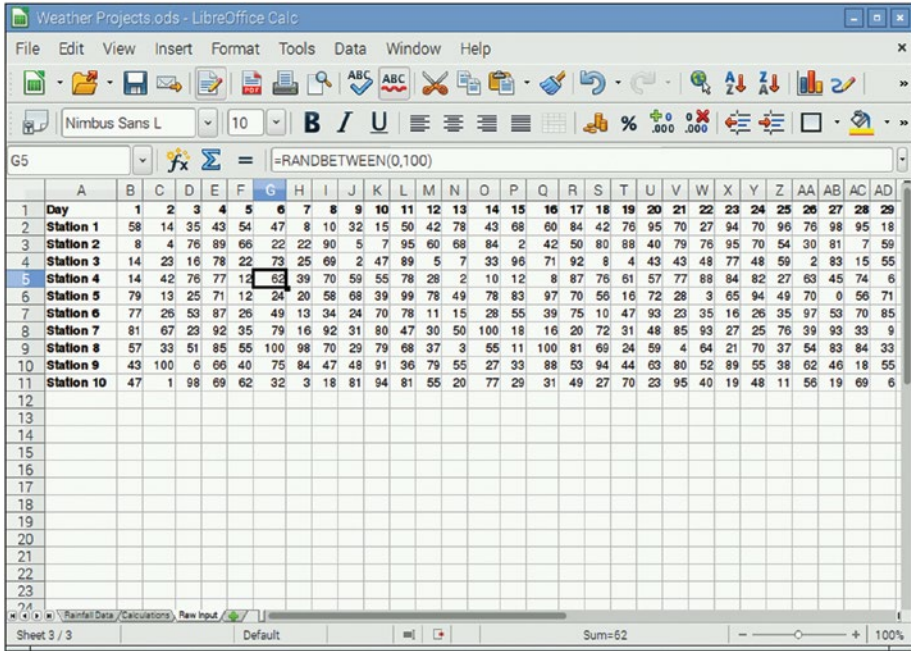 Weather Projects.ods - LibreOffice Calc
File Edit View Insert Format Tools Data Window Help
Nimbus Sans L 10 B I U
G5 =RANDBETWEEN(0,100)
A B C D E F G H I J K L M N O P Q R S T U V W X Y Z AA AB AC AD
1 Day 1 2 3 4 5 6 7 8 9 10 11 12 13 14 15 16 17 18 19 20 21 22 23 24 25 26 27 28 29
2 Station 1 58 14 35 43 54 47 8 10 32 15 50 42 78 43 68 60 84 42 76 95 70 27 94 70 96 76 98 95 18
3 Station 2 8 4 76 89 66 22 22 90 5 7 95 60 68 84 2 42 50 80 88 40 79 76 95 70 54 30 81 7 59
4 Station 3 14 23 16 78 22 73 25 69 2 47 89 5 7 33 96 71 92 8 4 43 43 48 77 48 59 2 83 15 55
5 Station 4 14 42 76 77 12 62 39 70 59 55 78 28 2 10 12 8 87 76 61 57 77 88 84 82 27 63 45 74 6
6 Station 5 79 13 25 71 12 24 20 58 68 39 99 78 49 78 83 97 70 56 16 72 28 3 65 94 49 70 0 56 71
7 Station 6 77 26 53 87 26 49 13 34 24 70 78 11 15 28 55 39 75 10 47 93 23 35 16 26 35 97 53 70 85
8 Station 7 81 67 23 92 35 79 16 92 31 80 47 30 50 100 18 16 20 72 31 48 85 93 27 25 76 39 93 33 9
9 Station 8 57 33 51 85 55 100 98 70 29 79 68 37 3 55 11 100 81 69 24 59 4 64 21 70 37 54 83 84 33
10 Station 9 43 100 6 66 40 75 84 47 48 91 36 79 55 27 33 88 53 94 44 63 80 52 89 55 38 62 46 18 55
11 Station 10 47 1 98 69 62 32 3 18 81 94 81 55 20 77 29 31 49 27 70 23 95 40 19 48 11 56 19 69 6
12
13
14
15
16
17
18
19
20
21
22
23
24
Rainfall Data Calculations Raw Input
Sheet 3 / 3 Default Sum=62 100%